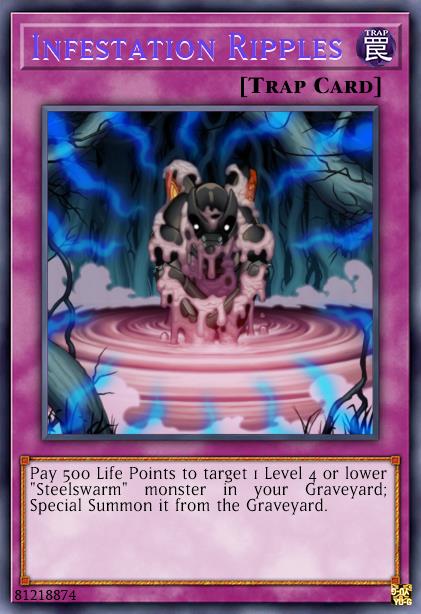 Infestation Ripples
TRAP
罠
[Trap Card]
Pay 500 Life Points to target 1 Level 4 or lower
"Steelswarm" monster in your Graveyard;
Special Summon it from the Graveyard.
81218874